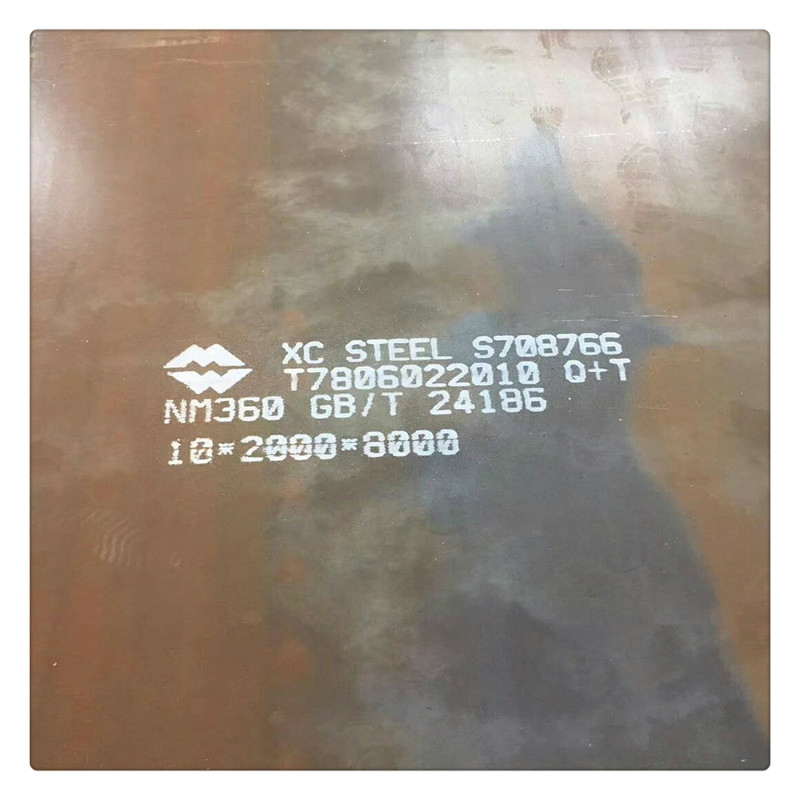 XC STEEL S708766
T7806022010 Q+T
NM360 GB/T 24186
10*2000*8000